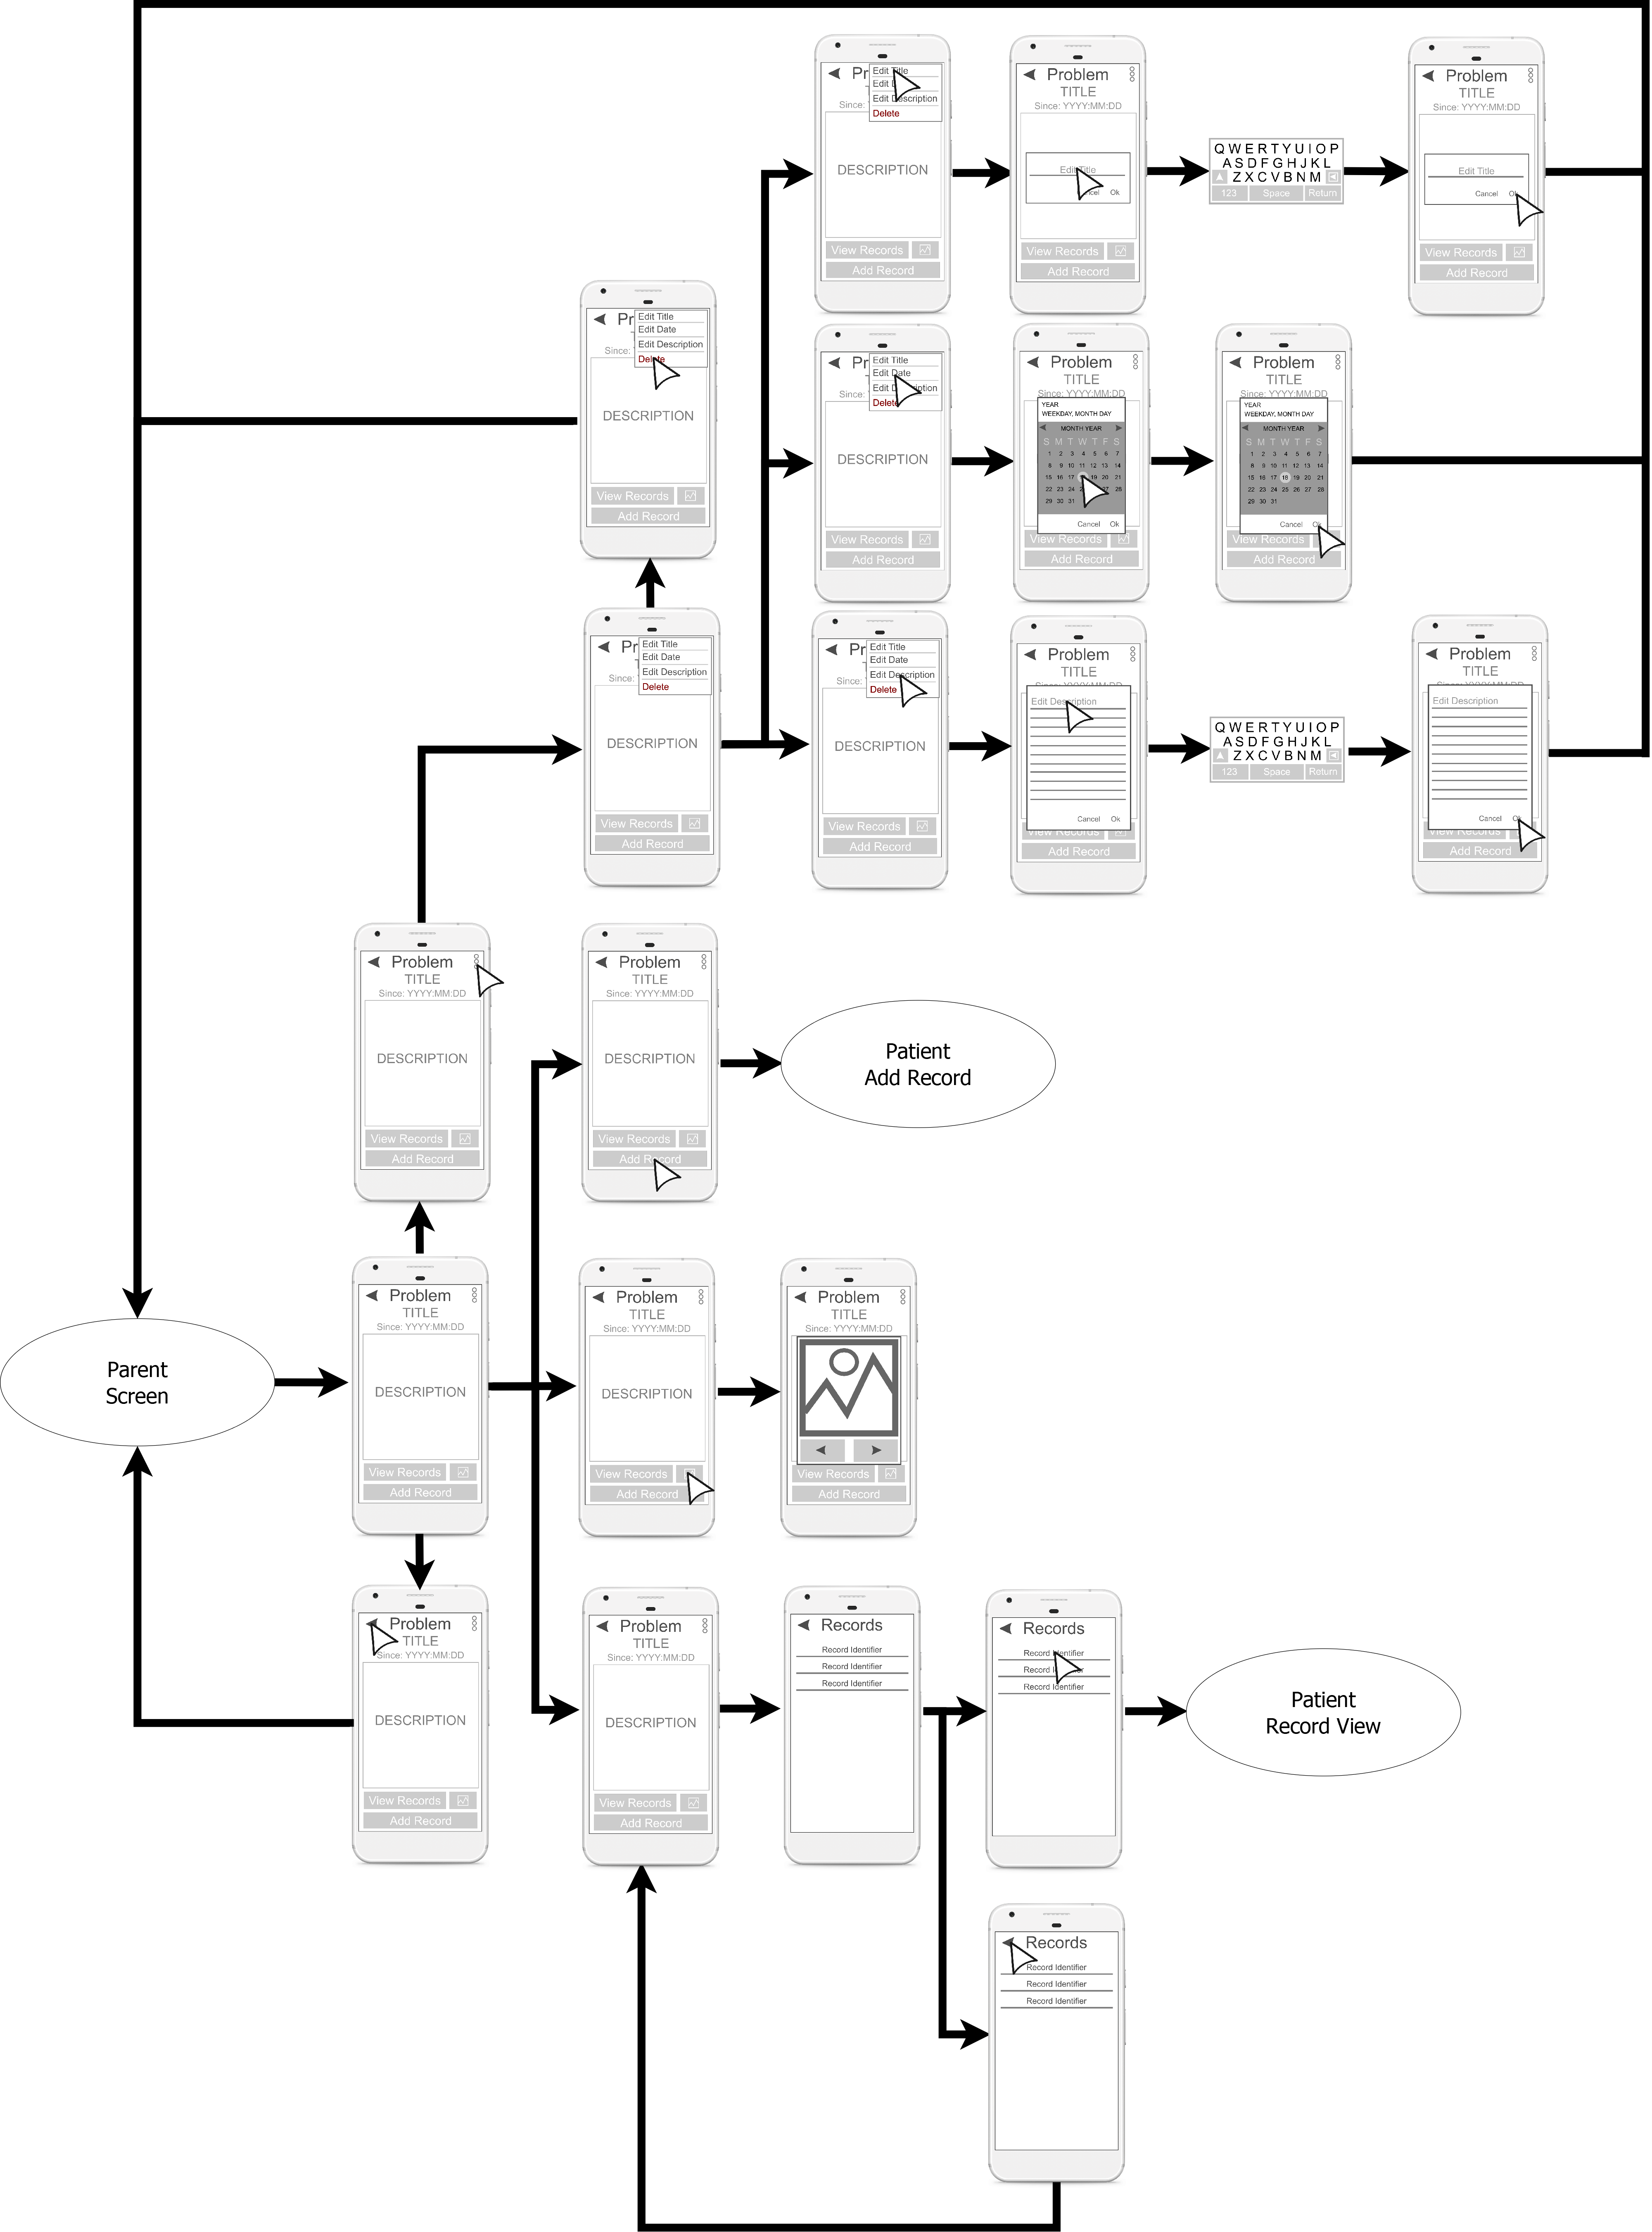 Pr
Edit Title
Edit D
Edit Description
Delete
Since:
DESCRIPTION
View Records
Add Record
Problem
TITLE
Since: YYYY:MM:DD
Edit Title
Ok
View Records
Add Record
QWERTYUIOP
ASDFGHJKL
ZXCVBNM
123 Space Return
Problem
TITLE
Since: YYYY:MM:DD
Edit Title
Cancel
View Records
Add Record
Pr
Edit Title
Edit Date
Edit Description
Delete
Since:
DESCRIPTION
View Records
Add Record
Pr
Edit Title
Edit Date
Delete
Since:
DESCRIPTION
View Records
Add Record
Problem
TITLE
Since: YYYY:MM:DD
YEAR
WEEKDAY, MONTH DAY
MONTH YEAR
S M T W T F S
1 2 3 4 5 6 7
8 9 10 11 12 13 14
15 16 17 19 20 21
22 23 24 27 28
29 30 31
Cancel Ok
View Records
Add Record
Problem
TITLE
Since: YYYY:MM:DD
YEAR
WEEKDAY, MONTH DAY
MONTH YEAR
S M T W T F S
1 2 3 4 5 6 7
8 9 10 11 12 13 14
15 16 17 18 19 20 21
22 23 24 25 26 27 28
29 30 31
Cancel
View Records
Add Record
Pr
Edit Title
Edit Date
Edit Description
Delete
Since:
DESCRIPTION
View Records
Add Record
Pr
Edit Title
Edit Date
Edit Description
Delete
Since:
DESCRIPTION
View Records
Add Record
Problem
TITLE
Edit Description
Cancel Ok
View Records
Add Record
QWERTYUIOP
ASDFGHJKL
ZXCVBNM
123 Space Return
Problem
TITLE
Edit Description
Cancel
View Records
Add Record
Problem
TITLE
Since: YYYY:MM:DD
DESCRIPTION
View Records
Add Record
Problem
TITLE
Since: YYYY:MM:DD
DESCRIPTION
View Records
Add Record
Patient
Add Record
Parent
Screen
Problem
TITLE
Since: YYYY:MM:DD
DESCRIPTION
View Records
Add Record
Problem
TITLE
Since: YYYY:MM:DD
DESCRIPTION
View Records
Add Record
Problem
TITLE
Since: YYYY:MM:DD
View Records
Add Record
Problem
TITLE
Since: YYYY:MM:DD
DESCRIPTION
View Records
Add Record
Problem
TITLE
Since: YYYY:MM:DD
DESCRIPTION
View Records
Add Record
Records
Record Identifier
Record Identifier
Record Identifier
Records
Record Identifier
Record Identifier
Record Identifier
Patient
Record View
Records
Record Identifier
Record Identifier
Record Identifier